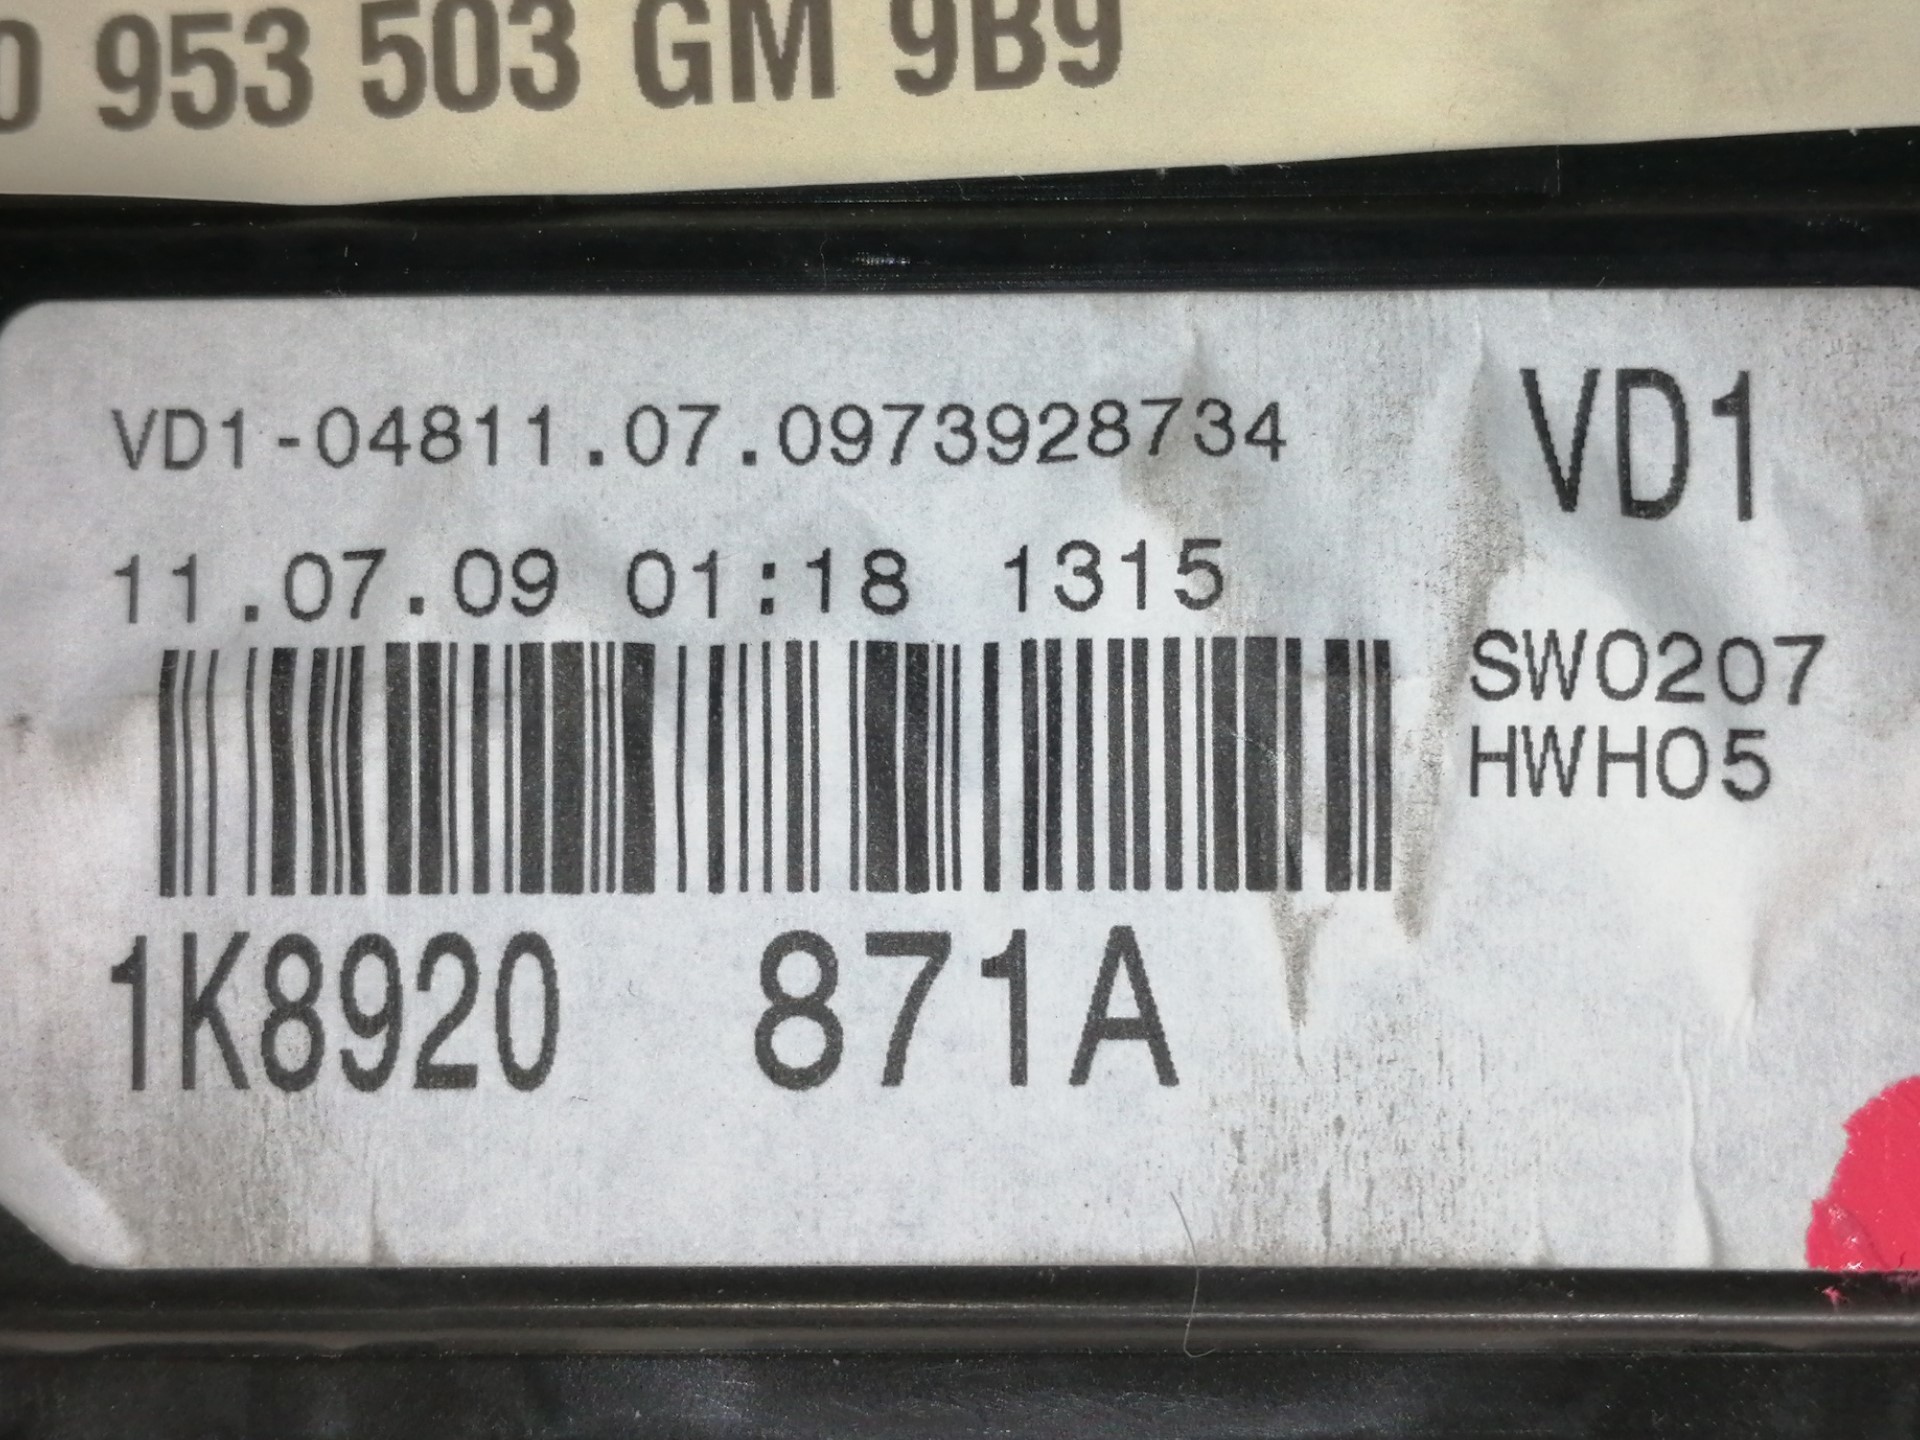 0 953 503 GM 9B9
VD1-04811.07.0973928734
VD1
11.07.09 01:18 1315
SW0207
HWH05
1K8920 871A